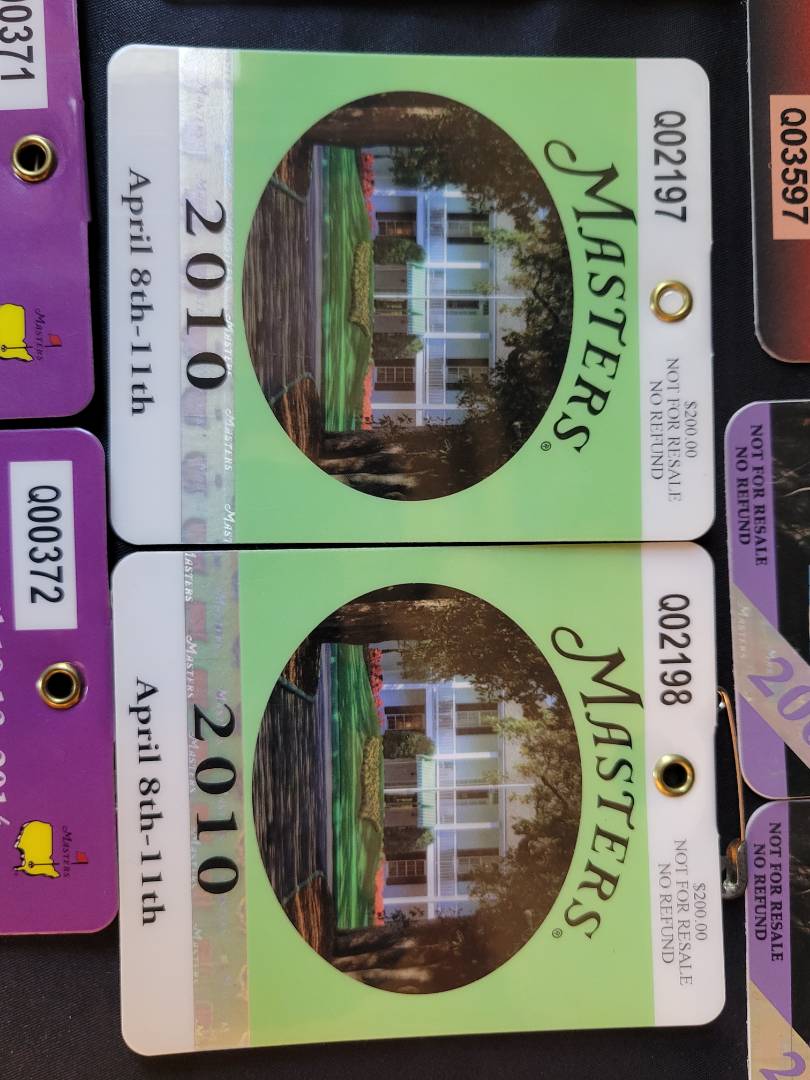 Q02197
$200.00
NOT FOR RESALE
NO REFUND
MASTERS®
2010
April 8th-11th
Q02198
$200.00
NOT FOR RESALE
NO REFUND
MASTERS®
2010
April 8th-11th
MASTERS
Q00372
MASTERS
Q03597
NOT FOR RESALE
NO REFUND
NOT FOR RESALE
NO REFUND